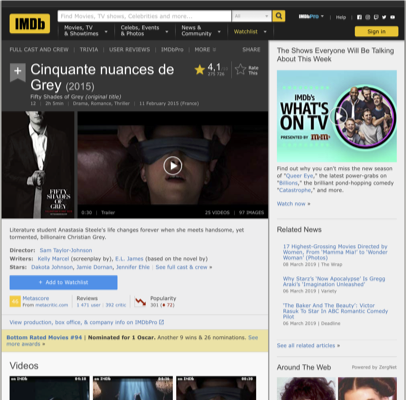 IMDb
Find Movies, TV shows, Celebrities and more...
All
IMDbPro
Help
Movies, TV
& Showtimes
Celebs, Events
& Photos
News &
Community
Watchlist
Sign in
FULL CAST AND CREW | TRIVIA | USER REVIEWS | IMDbPro | MORE
SHARE
Cinquante nuances de
Grey (2015)
Fifty Shades of Grey (original title)
12 | 2h 5min | Drama, Romance, Thriller | 11 February 2015 (France)
4,1
Rate
This
FIFTY
SHADES
OF GREY
0:30 | Trailer
25 VIDEOS | 97 IMAGES
Literature student Anastasia Steele's life changes forever when she meets handsome, yet
tormented, billionaire Christian Grey.
Director: Sam Taylor-Johnson
Writers: Kelly Marcel (screenplay by), E.L. James (based on the novel by)
Stars: Dakota Johnson, Jamie Dornan, Jennifer Ehle | See full cast & crew »
+ Add to Watchlist
Metascore
From metacritic.com
Reviews
1 471 user | 392 critic
Popularity
301
View production, box office, & company info on IMDbPro
Bottom Rated Movies #94 | Nominated for 1 Oscar. Another 9 wins & 26 nominations. See
more awards »
Videos
The Shows Everyone Will Be Talking
About This Week
IMDb's
WHAT'S
ON TV
PRESENTED BY
Find out why you can't miss the new season
of "Queer Eye," the latest power-grabs on
"Billions," the brilliant pond-hopping comedy
"Catastrophe," and more.
Watch now »
Related News
17 Highest-Grossing Movies Directed by
Women, From 'Mamma Mia' to 'Wonder
Woman' (Photos)
08 March 2019 | The Wrap
Why Starz's 'Now Apocalypse' Is Gregg
Araki's "Imagination Unleashed"
06 March 2019 | Variety
'The Baker And The Beauty': Victor
Rasuk To Star In ABC Romantic Comedy
Pilot
06 March 2019 | Deadline
See all related articles »
Around The Web
Powered by ZergNet